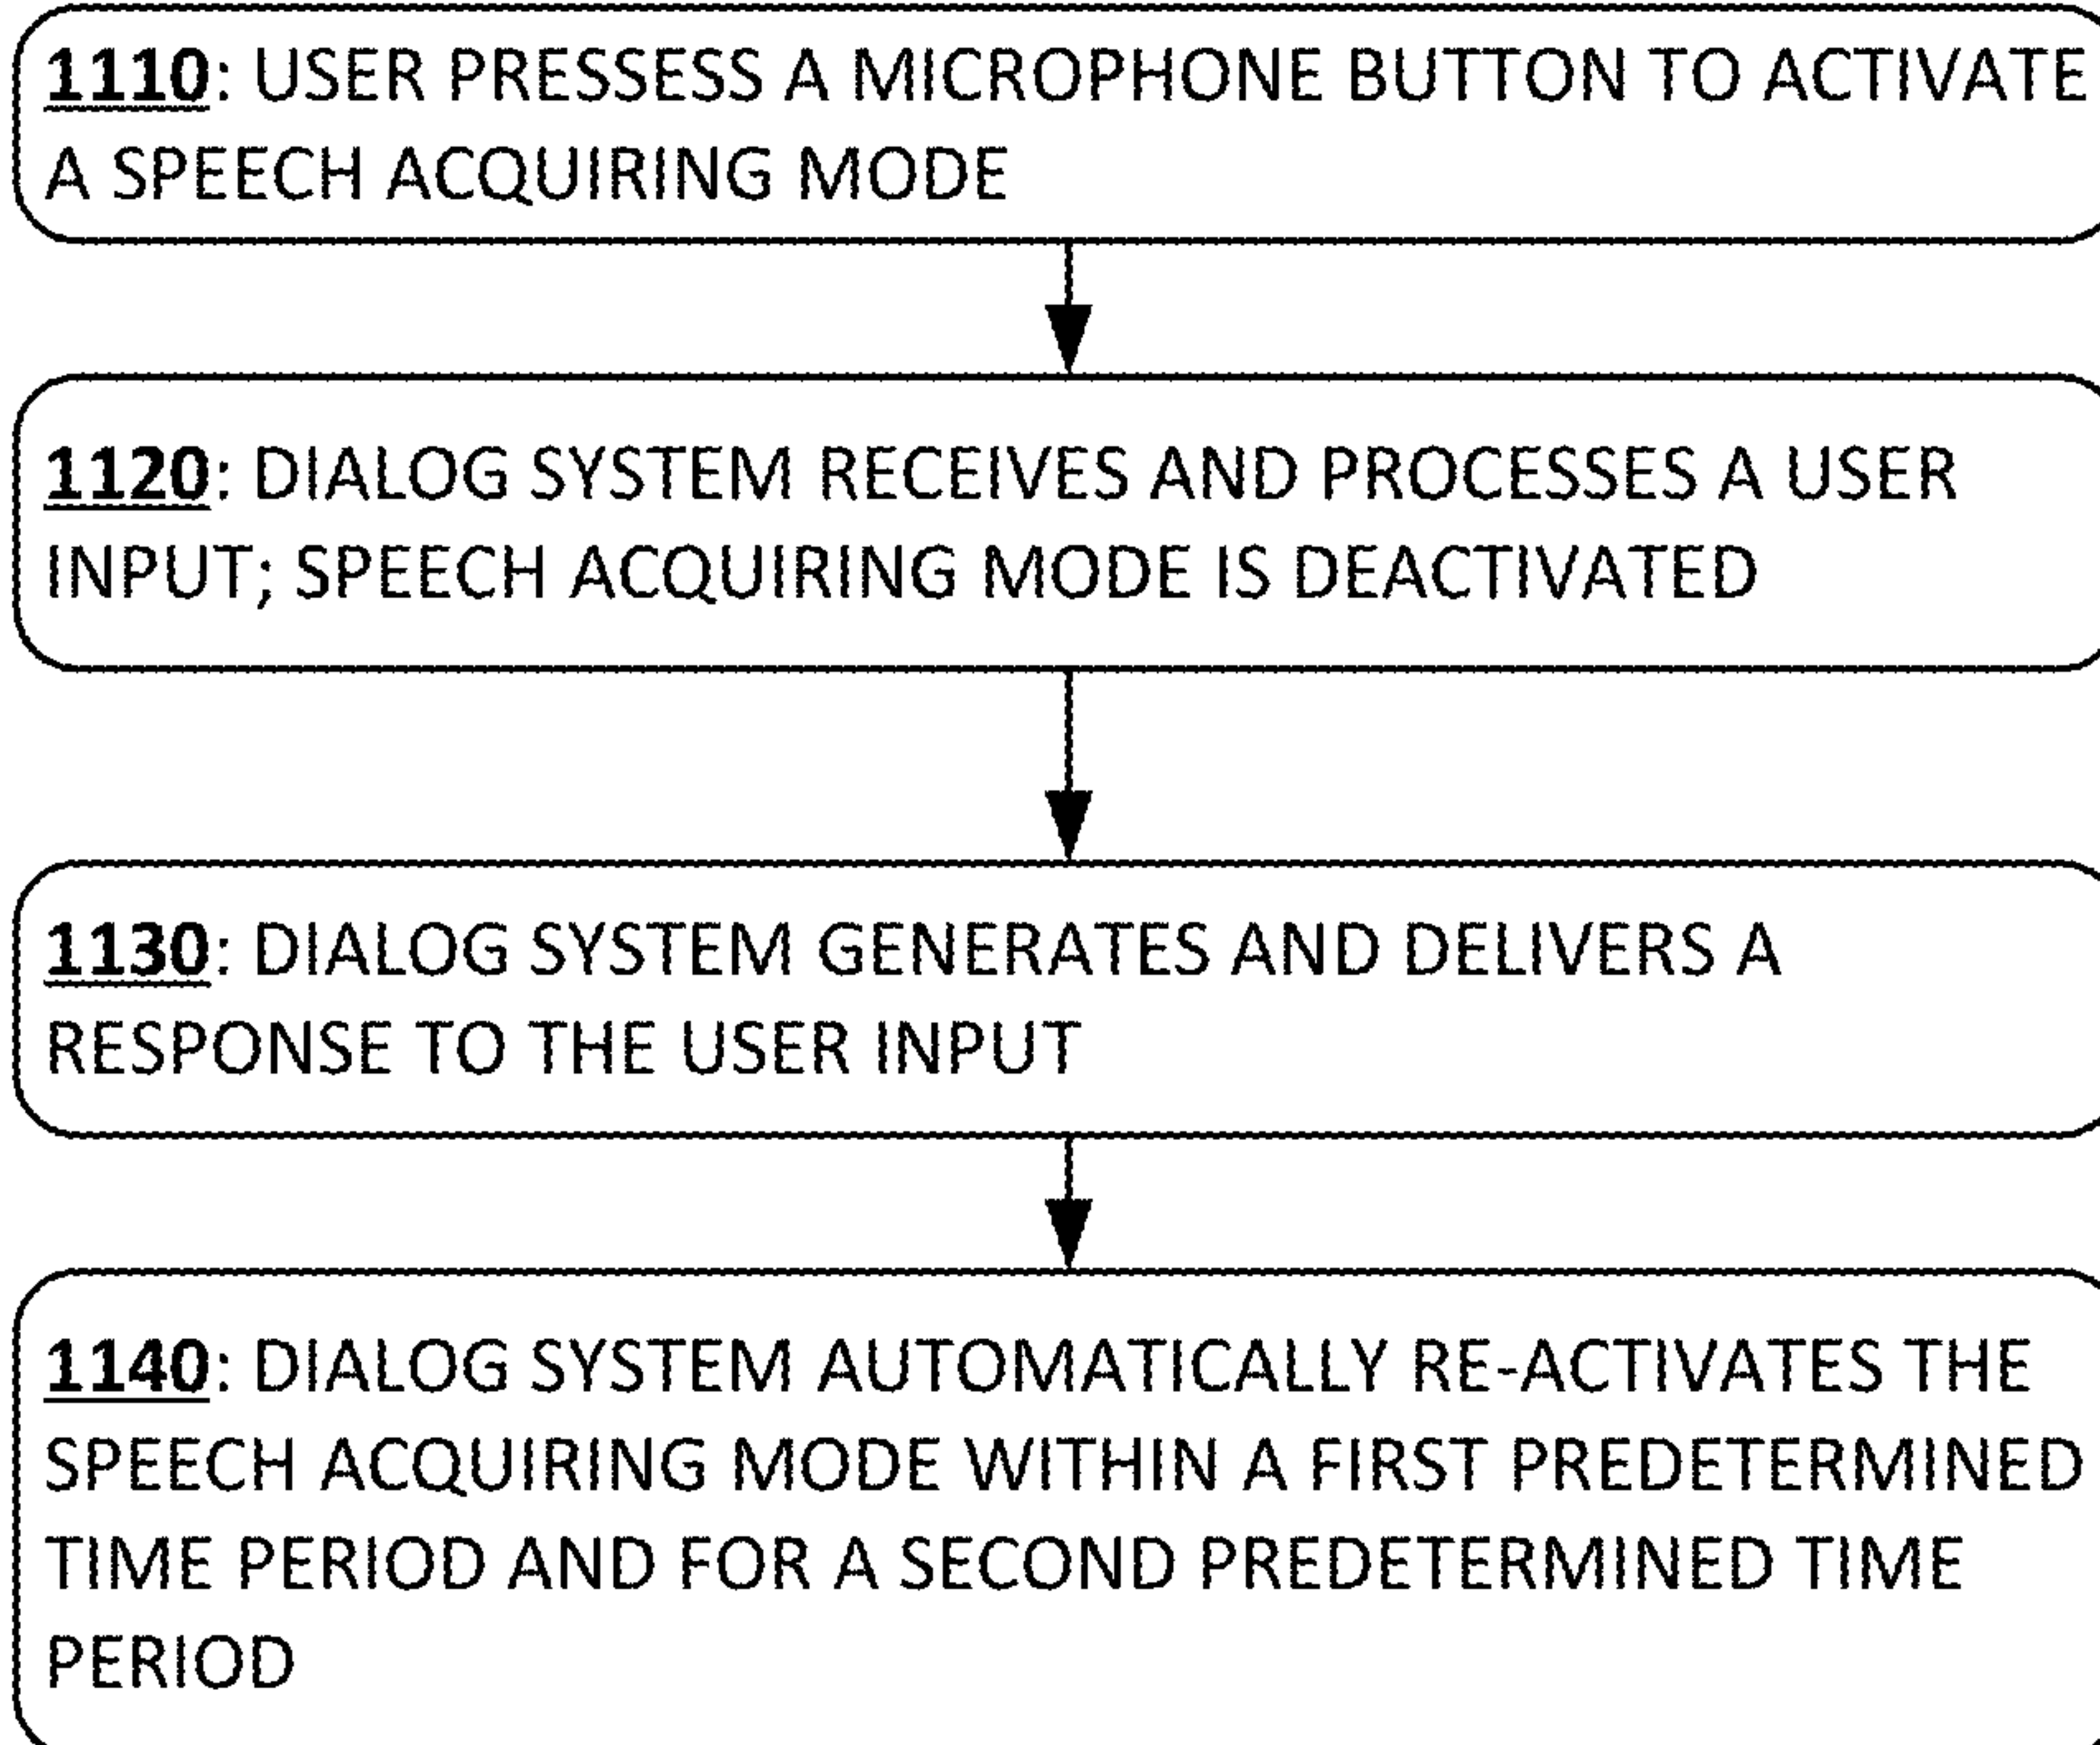 1110: USER PRESSESS A MICROPHONE BUTTON TO ACTIVATE
A SPEECH ACQUIRING MODE
1120: DIALOG SYSTEM RECEIVES AND PROCESSES A USER
INPUT; SPEECH ACQUIRING MODE IS DEACTIVATED
1130: DIALOG SYSTEM GENERATES AND DELIVERS A
RESPONSE TO THE USER INPUT
1140: DIALOG SYSTEM AUTOMATICALLY RE-ACTIVATES THE
SPEECH ACQUIRING MODE WITHIN A FIRST PREDETERMINED
TIME PERIOD AND FOR A SECOND PREDETERMINED TIME
PERIOD